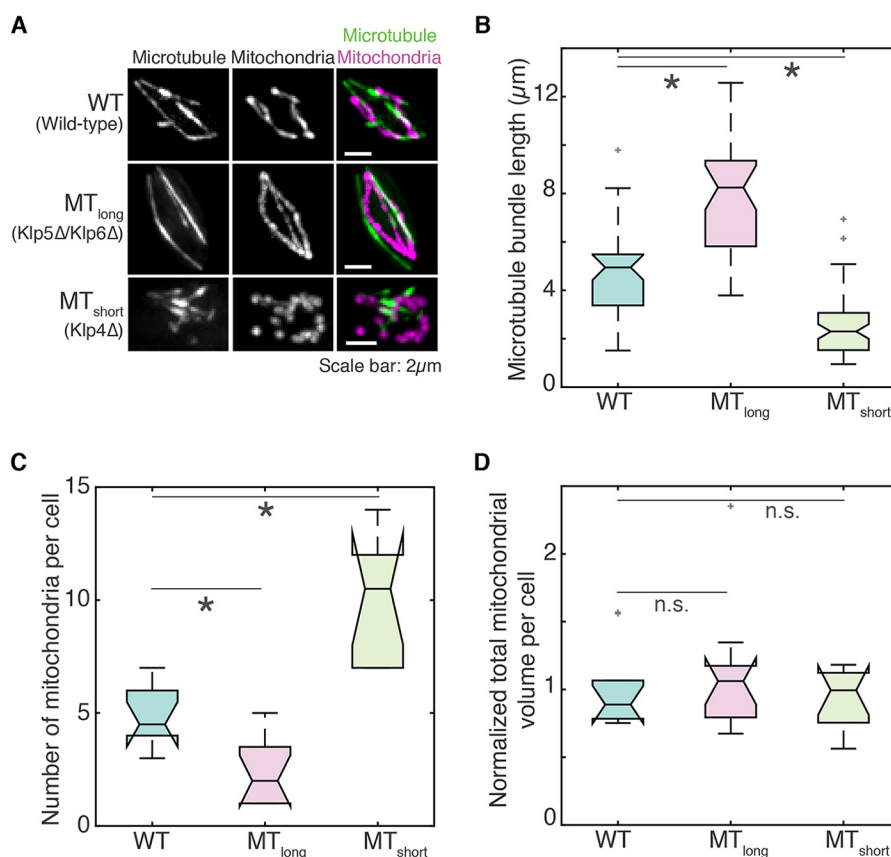 A
Microtubule
Microtubule Mitochondria Mitochondria
WT
(Wild-type)
MTlong
(Klp5Δ/Klp6Δ)
MTshort
(Klp4Δ)
Scale bar: 2μm
B
Microtubule bundle length (μm)
12
8
4
0
*
*
WT
MTlong
MTshort
C
Number of mitochondria per cell
15
10
5
0
*
*
WT
MTlong
MTshort
D
Normalized total mitochondrial
volume per cell
2
1
0
n.s.
n.s.
WT
MTlong
MTshort